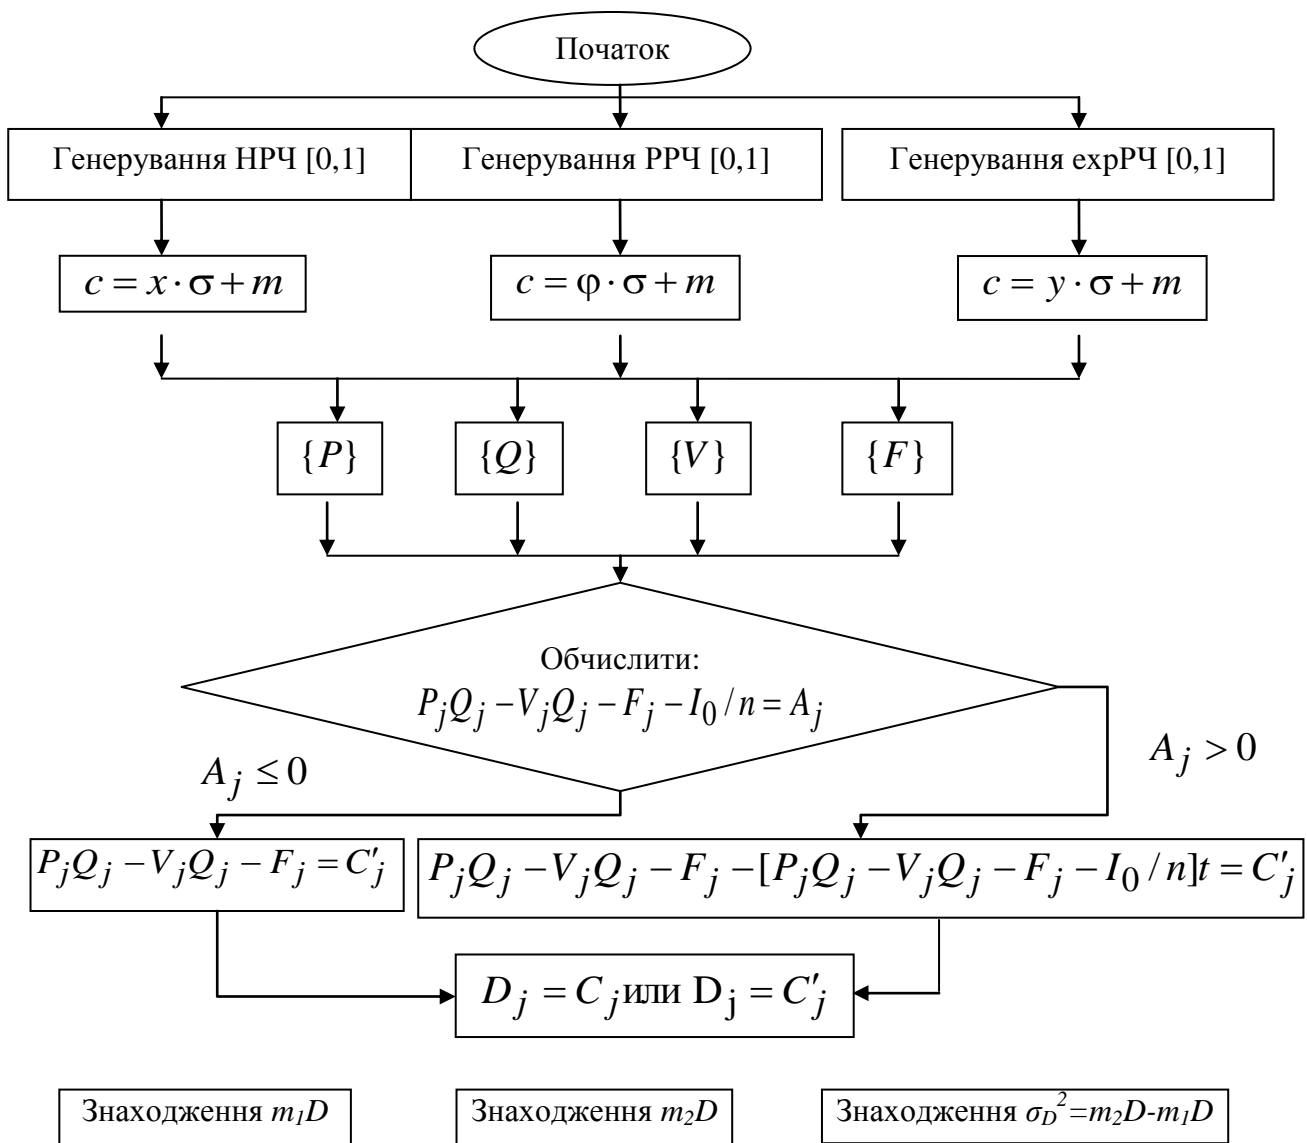 Початок
Генерування НРЧ [0,1]
Генерування РРЧ [0,1]
Генерування expРЧ [0,1]
c = x · σ + m
c = φ · σ + m
c = y · σ + m
{P}
{Q}
{V}
{F}
Обчислити:
P_jQ_j − V_jQ_j − F_j − I_0 / n = A_j
A_j ≤ 0
A_j > 0
P_jQ_j − V_jQ_j − F_j = C′_j
P_jQ_j − V_jQ_j − F_j − [P_jQ_j − V_jQ_j − F_j − I_0 / n]t = C′_j
D_j = C_j или D_j = C′_j
Знаходження m_1D
Знаходження m_2D
Знаходження σ_D^2=m_2D-m_1D